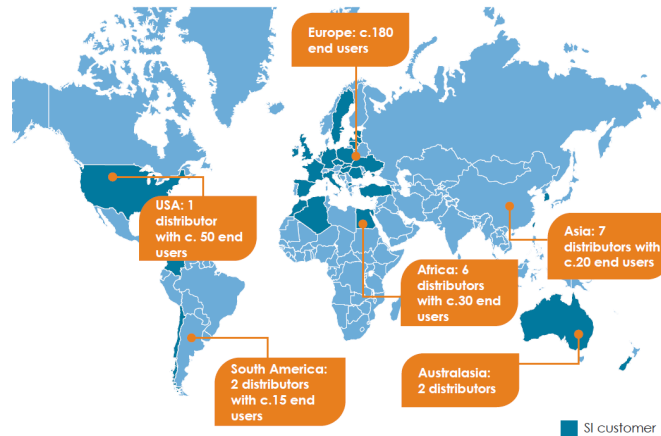 Europe: c.180
end users
USA: 1
distributor
with c. 50 end
users
Asia: 7
distributors with
c.20 end users
Africa: 6
distributors
with c.30 end
users
South America:
2 distributors
with c.15 end
users
Australasia:
2 distributors
SI customer